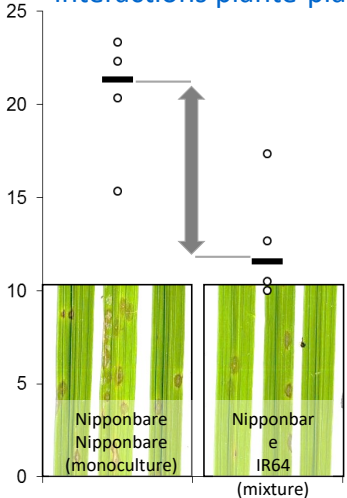 Interactions plante-pla
25
20
15
10
5
0
Nipponbare
Nipponbare
(monoculture)
Nipponbar
e
IR64
(mixture)